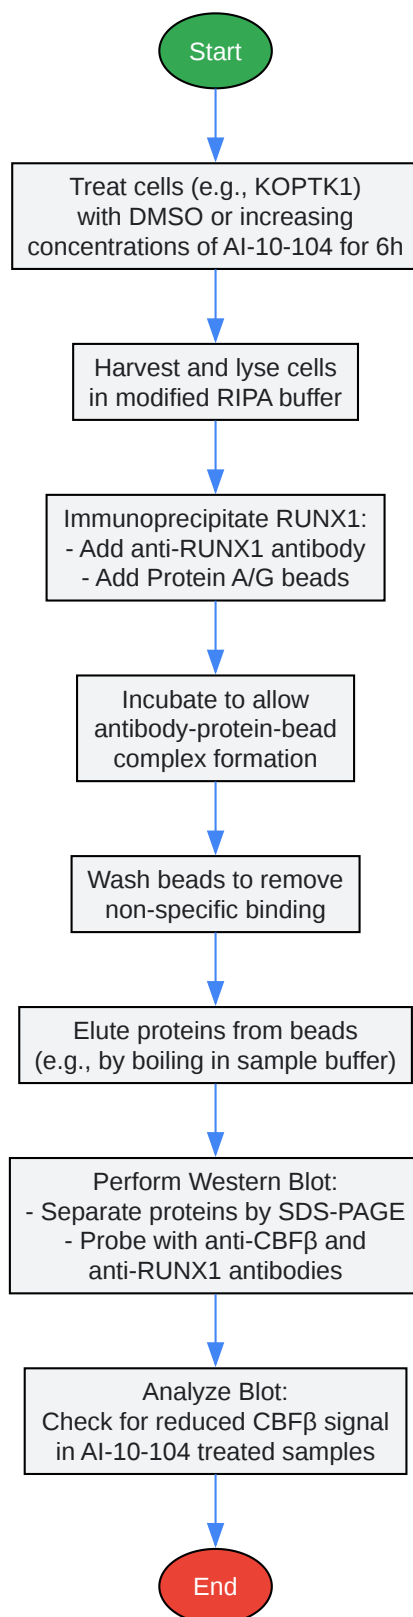 Start
Treat cells (e.g., KOPTK1)
with DMSO or increasing
concentrations of AI-10-104 for 6h
Harvest and lyse cells
in modified RIPA buffer
Immunoprecipitate RUNX1:
- Add anti-RUNX1 antibody
- Add Protein A/G beads
Incubate to allow
antibody-protein-bead
complex formation
Wash beads to remove
non-specific binding
Elute proteins from beads
(e.g., by boiling in sample buffer)
Perform Western Blot:
- Separate proteins by SDS-PAGE
- Probe with anti-CBFβ and
anti-RUNX1 antibodies
Analyze Blot:
Check for reduced CBFβ signal
in AI-10-104 treated samples
End